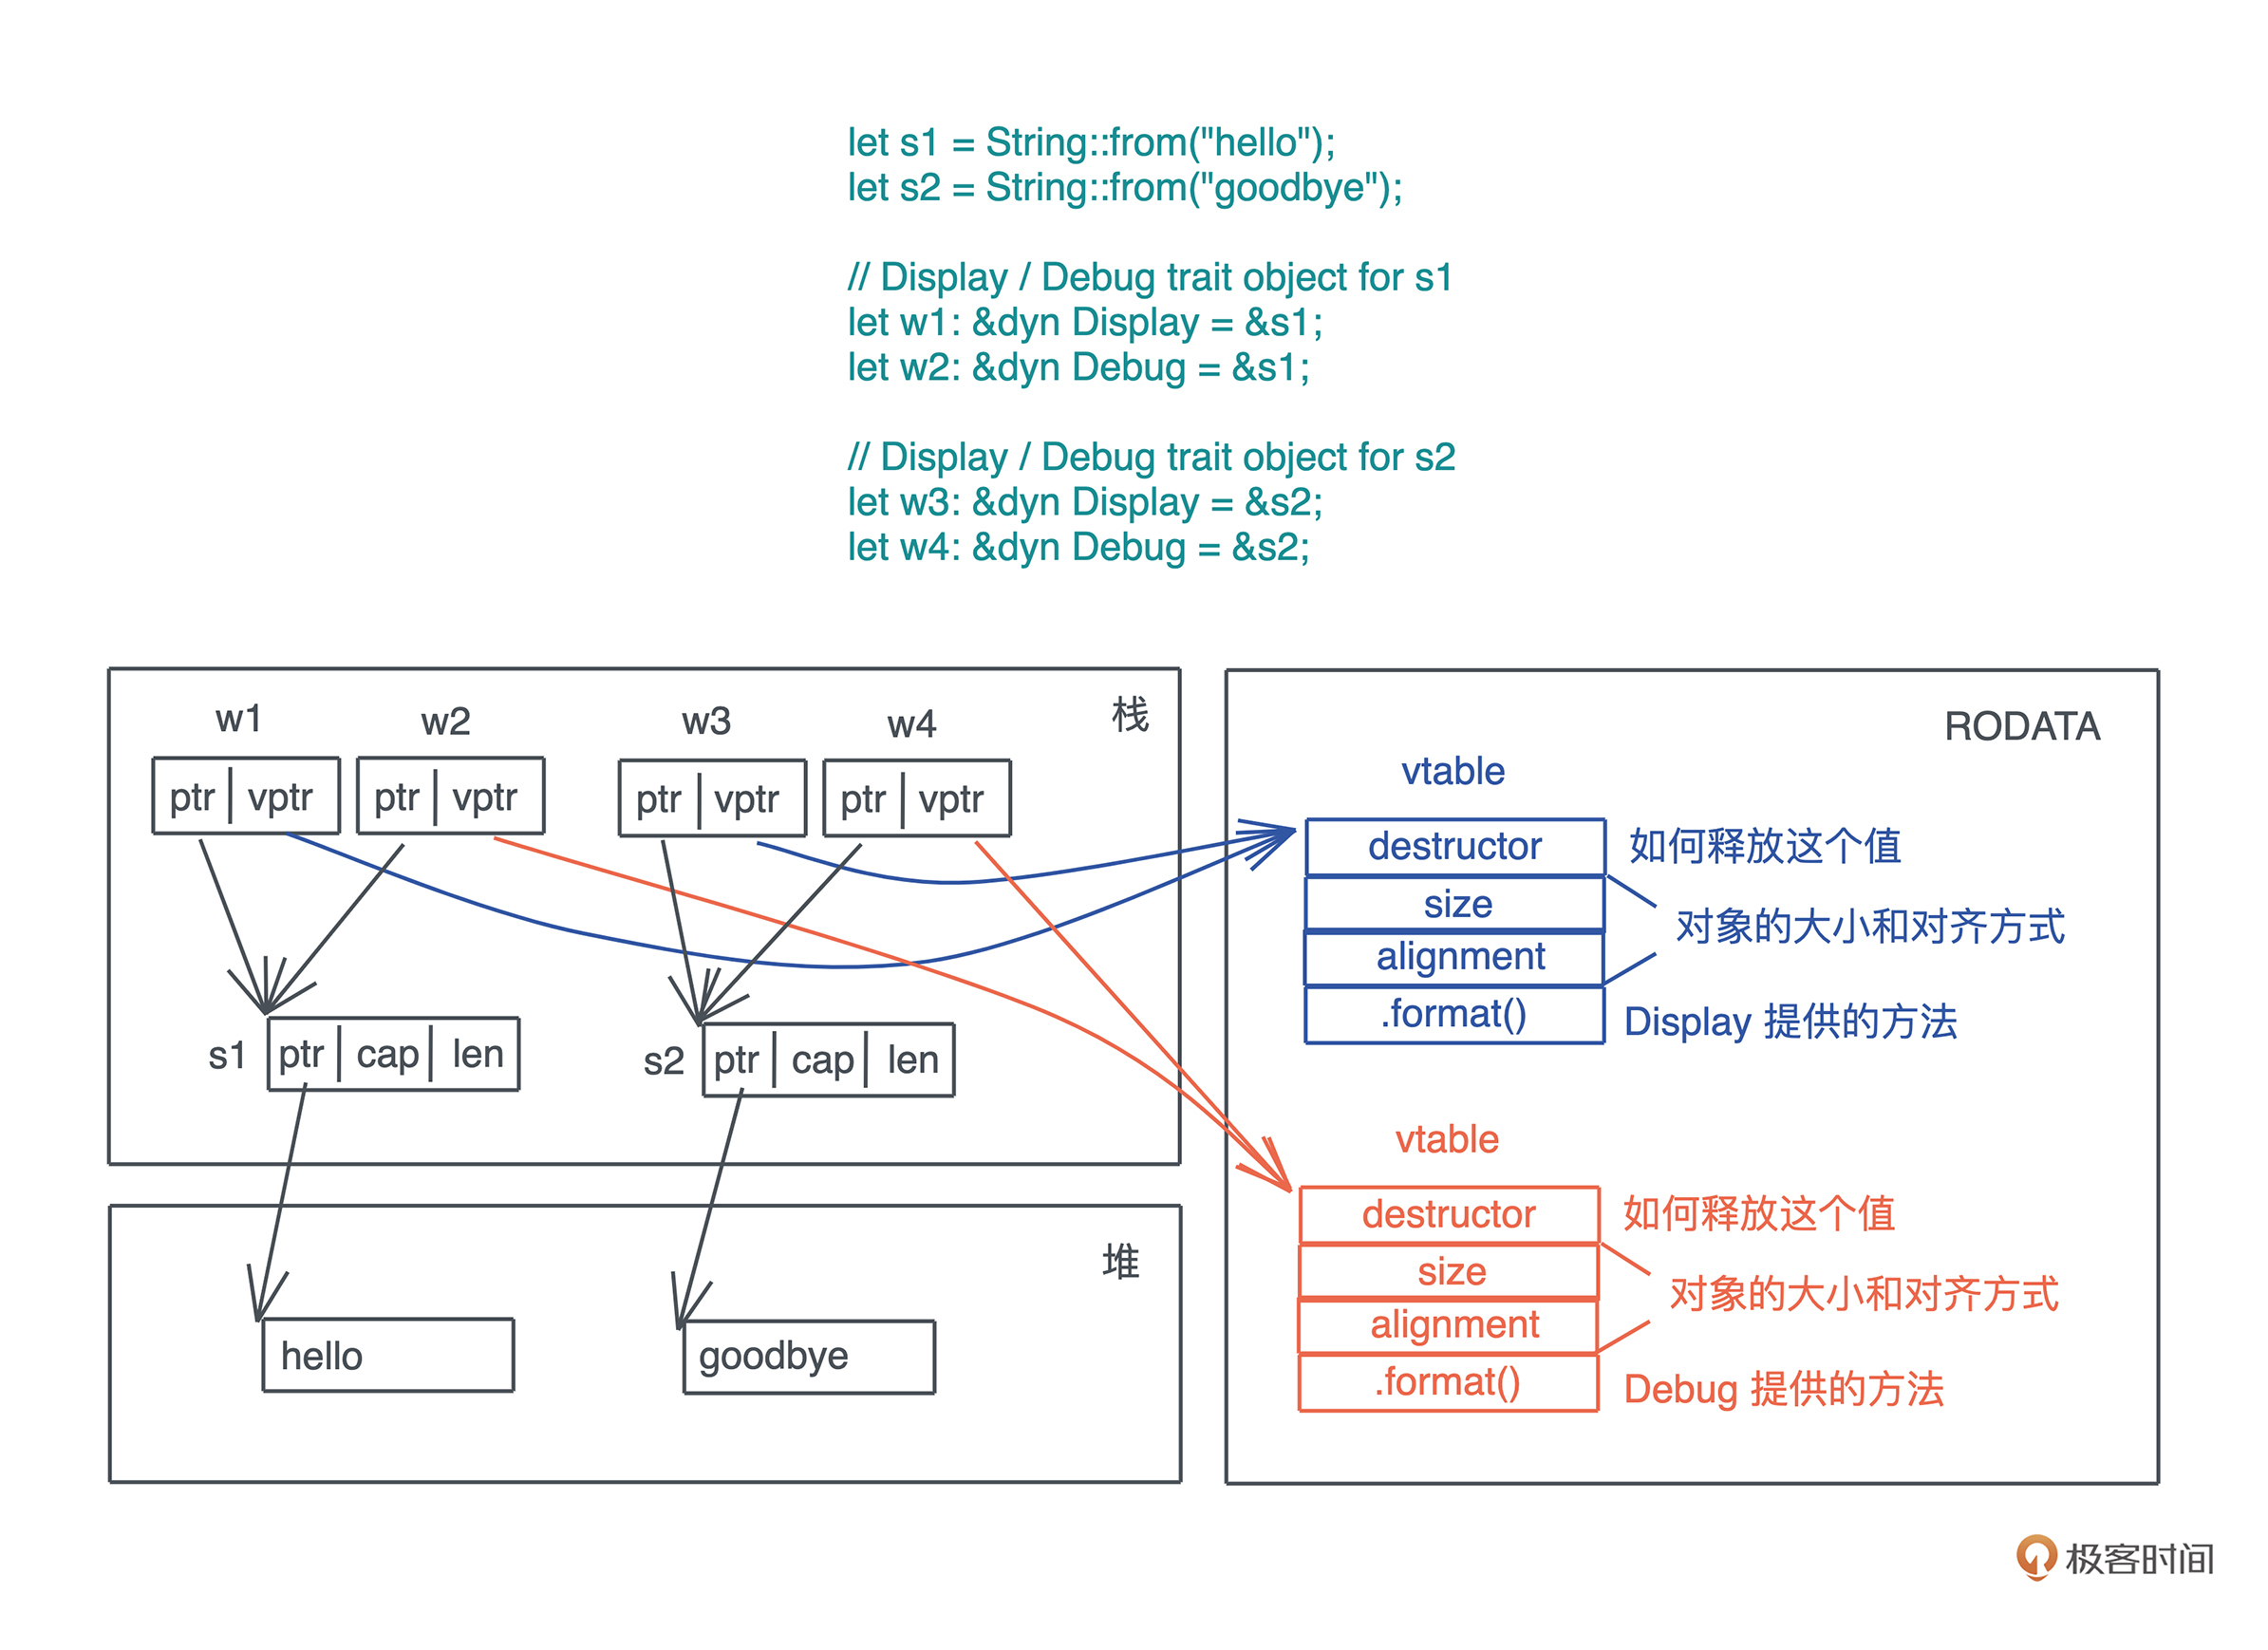 let s1 = String::from("hello");
let s2 = String::from("goodbye");
// Display / Debug trait object for s1
let w1: &dyn Display = &s1;
let w2: &dyn Debug = &s1;
// Display / Debug trait object for s2
let w3: &dyn Display = &s2;
let w4: &dyn Debug = &s2;
w1 w2 w3 w4 栈
ptr vptr ptr vptr ptr vptr ptr vptr
s1 ptr cap len s2 ptr cap len
堆
hello goodbye
RODATA
vtable
destructor 如何释放这个值
size
对象的大小和对齐方式
alignment
.format() Display 提供的方法
vtable
destructor 如何释放这个值
size
对象的大小和对齐方式
alignment
.format() Debug 提供的方法
极客时间